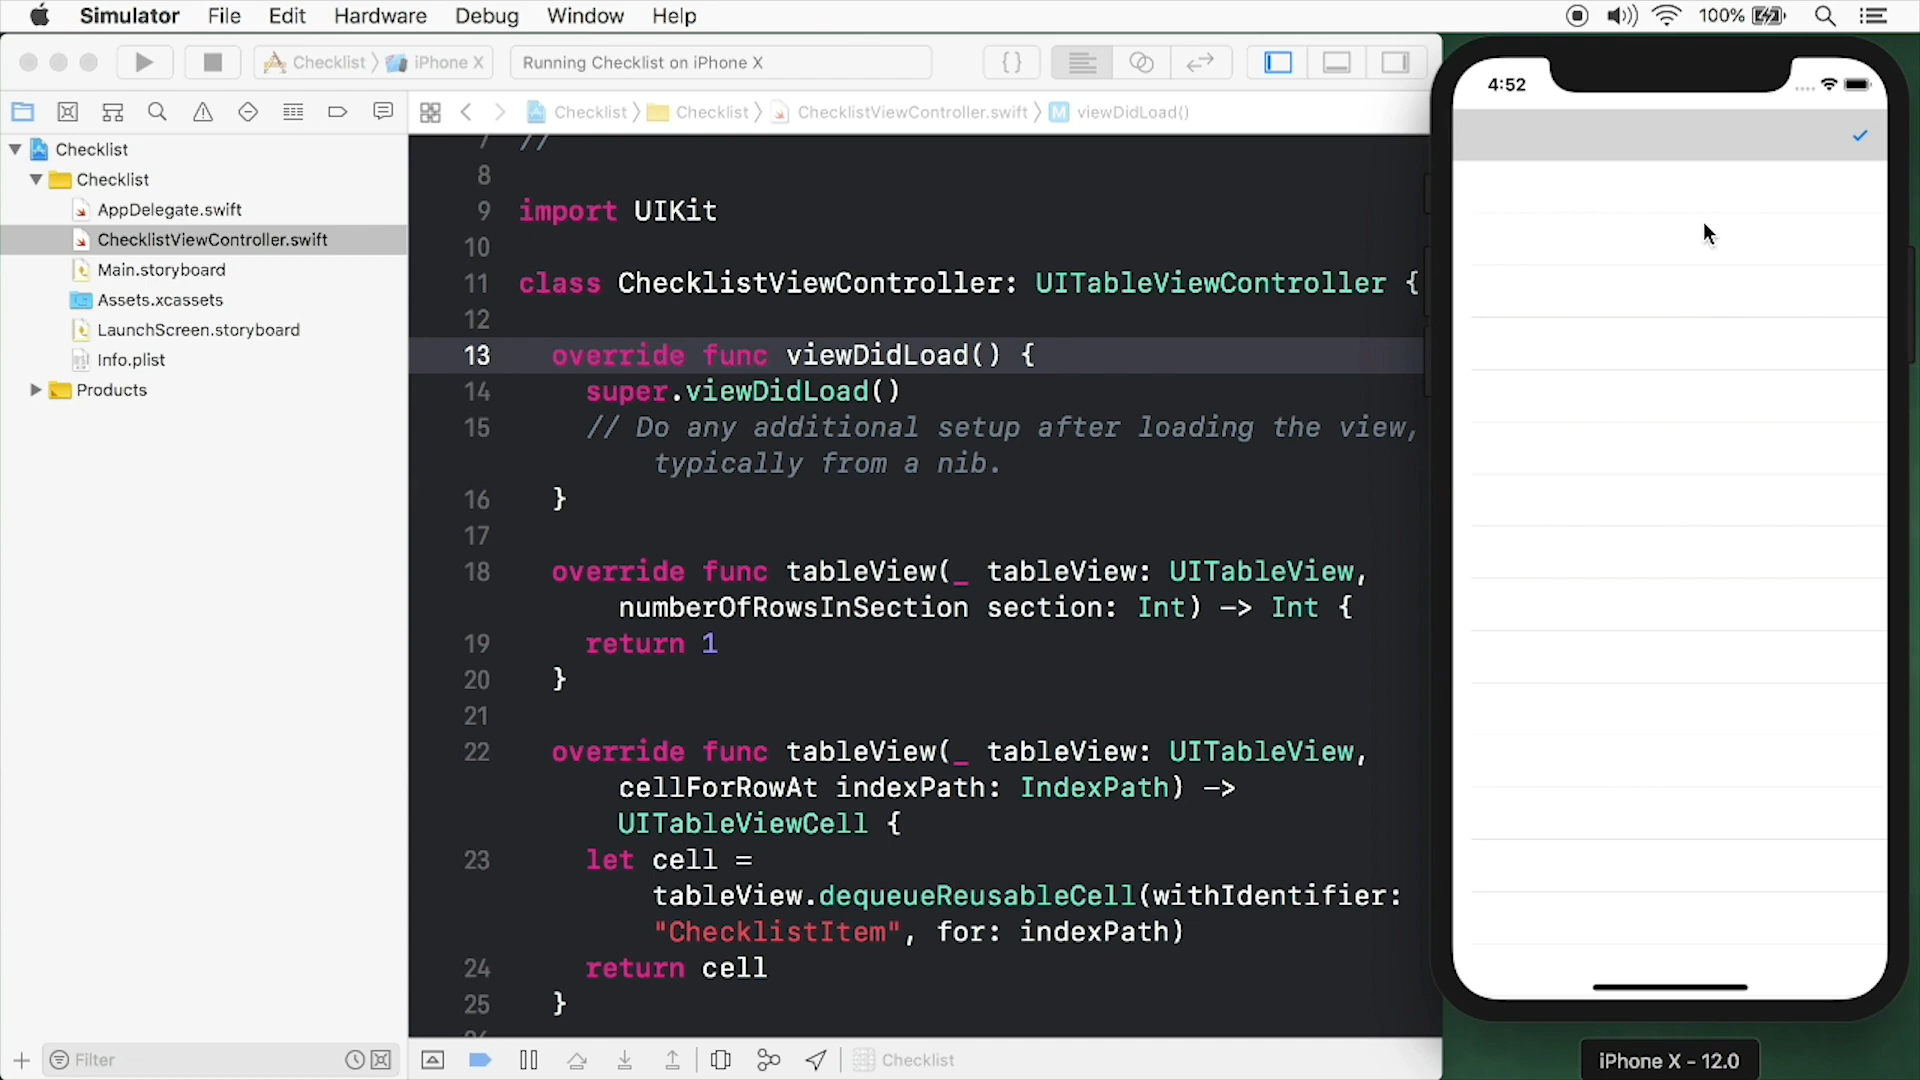 Simulator File Edit Hardware Debug Window Help 100%
Checklist iPhone X Running Checklist on iPhone X {}
Checklist Checklist ChecklistViewController.swift M viewDidLoad()
Checklist
Checklist
AppDelegate.swift
ChecklistViewController.swift
Main.storyboard
Assets.xcassets
LaunchScreen.storyboard
Info.plist
Products
Filter
7 //
8
9 import UIKit
10
11 class ChecklistViewController: UITableViewController {
12
13 override func viewDidLoad() {
14 super.viewDidLoad()
15 // Do any additional setup after loading the view,
typically from a nib.
16 }
17
18 override func tableView(_ tableView: UITableView,
numberOfRowsInSection section: Int) -> Int {
19 return 1
20 }
21
22 override func tableView(_ tableView: UITableView,
cellForRowAt indexPath: IndexPath) ->
UITableViewCell {
23 let cell =
tableView.dequeueReusableCell(withIdentifier:
"ChecklistItem", for: indexPath)
24 return cell
25 }
Checklist
4:52
iPhone X – 12.0